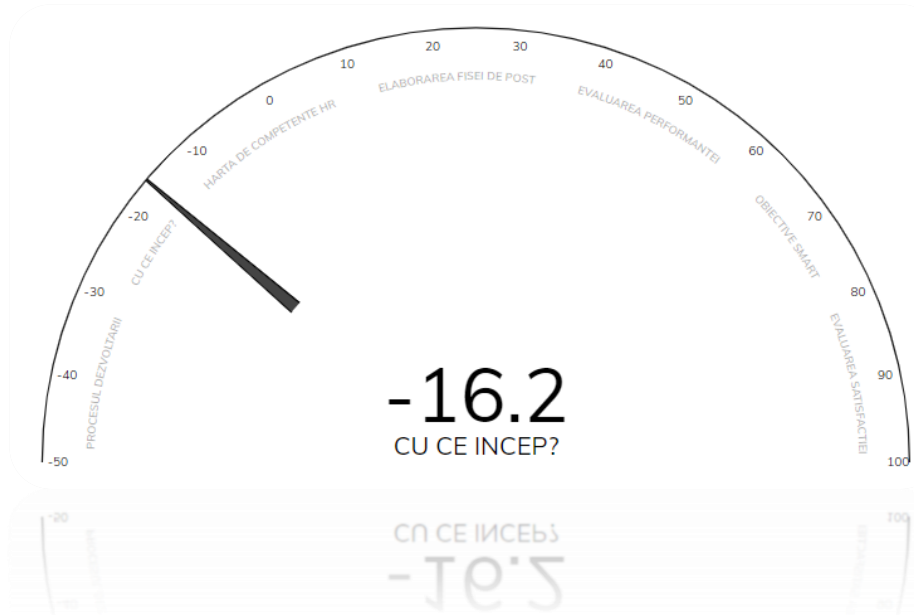 -50
-40
-30
-20
-10
0
10
20
30
40
50
60
70
80
90
100
PROCESUL DEZVOLTARII
CU CE INCEP?
HARTA DE COMPETENTE HR
ELABORAREA FISEI DE POST
EVALUAREA PERFORMANTEI
OBIECTIVE SMART
EVALUAREA SATISFACTIEI
-16.2
CU CE INCEP?